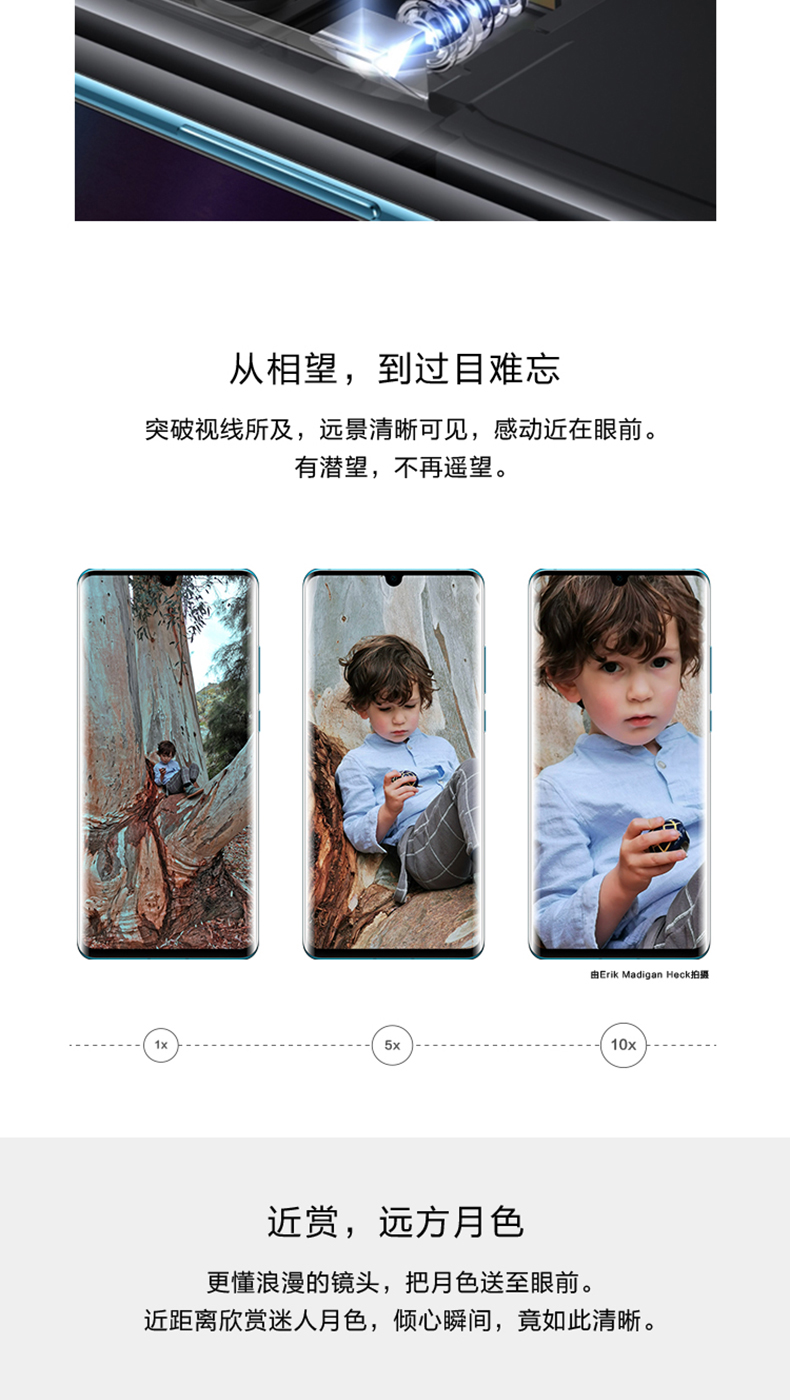 从相望，到过目难忘
突破视线所及，远景清晰可见，感动近在眼前。
有潜望，不再遥望。
由Erik Madigan Heck拍摄
1x
5x
10x
近赏，远方月色
更懂浪漫的镜头，把月色送至眼前。
近距离欣赏迷人月色，倾心瞬间，竟如此清晰。